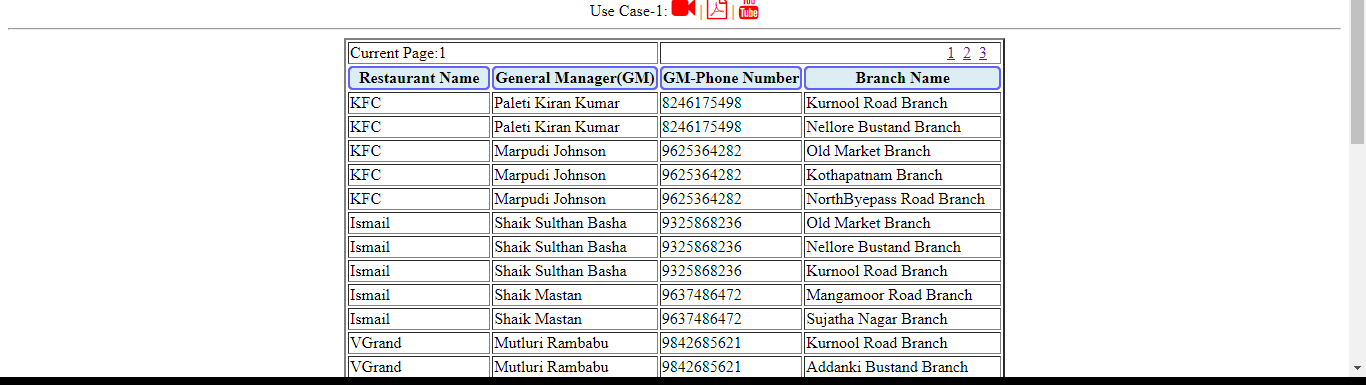 Use Case-1: | | You Tube
Current Page:1 1 2 3
Restaurant Name General Manager(GM) GM-Phone Number Branch Name
KFC Paleti Kiran Kumar 8246175498 Kurnool Road Branch
KFC Paleti Kiran Kumar 8246175498 Nellore Bustand Branch
KFC Marpudi Johnson 9625364282 Old Market Branch
KFC Marpudi Johnson 9625364282 Kothapatnam Branch
KFC Marpudi Johnson 9625364282 NorthByepass Road Branch
Ismail Shaik Sulthan Basha 9325868236 Old Market Branch
Ismail Shaik Sulthan Basha 9325868236 Nellore Bustand Branch
Ismail Shaik Sulthan Basha 9325868236 Kurnool Road Branch
Ismail Shaik Mastan 9637486472 Mangamoor Road Branch
Ismail Shaik Mastan 9637486472 Sujatha Nagar Branch
VGrand Mutluri Rambabu 9842685621 Kurnool Road Branch
VGrand Mutluri Rambabu 9842685621 Addanki Bustand Branch